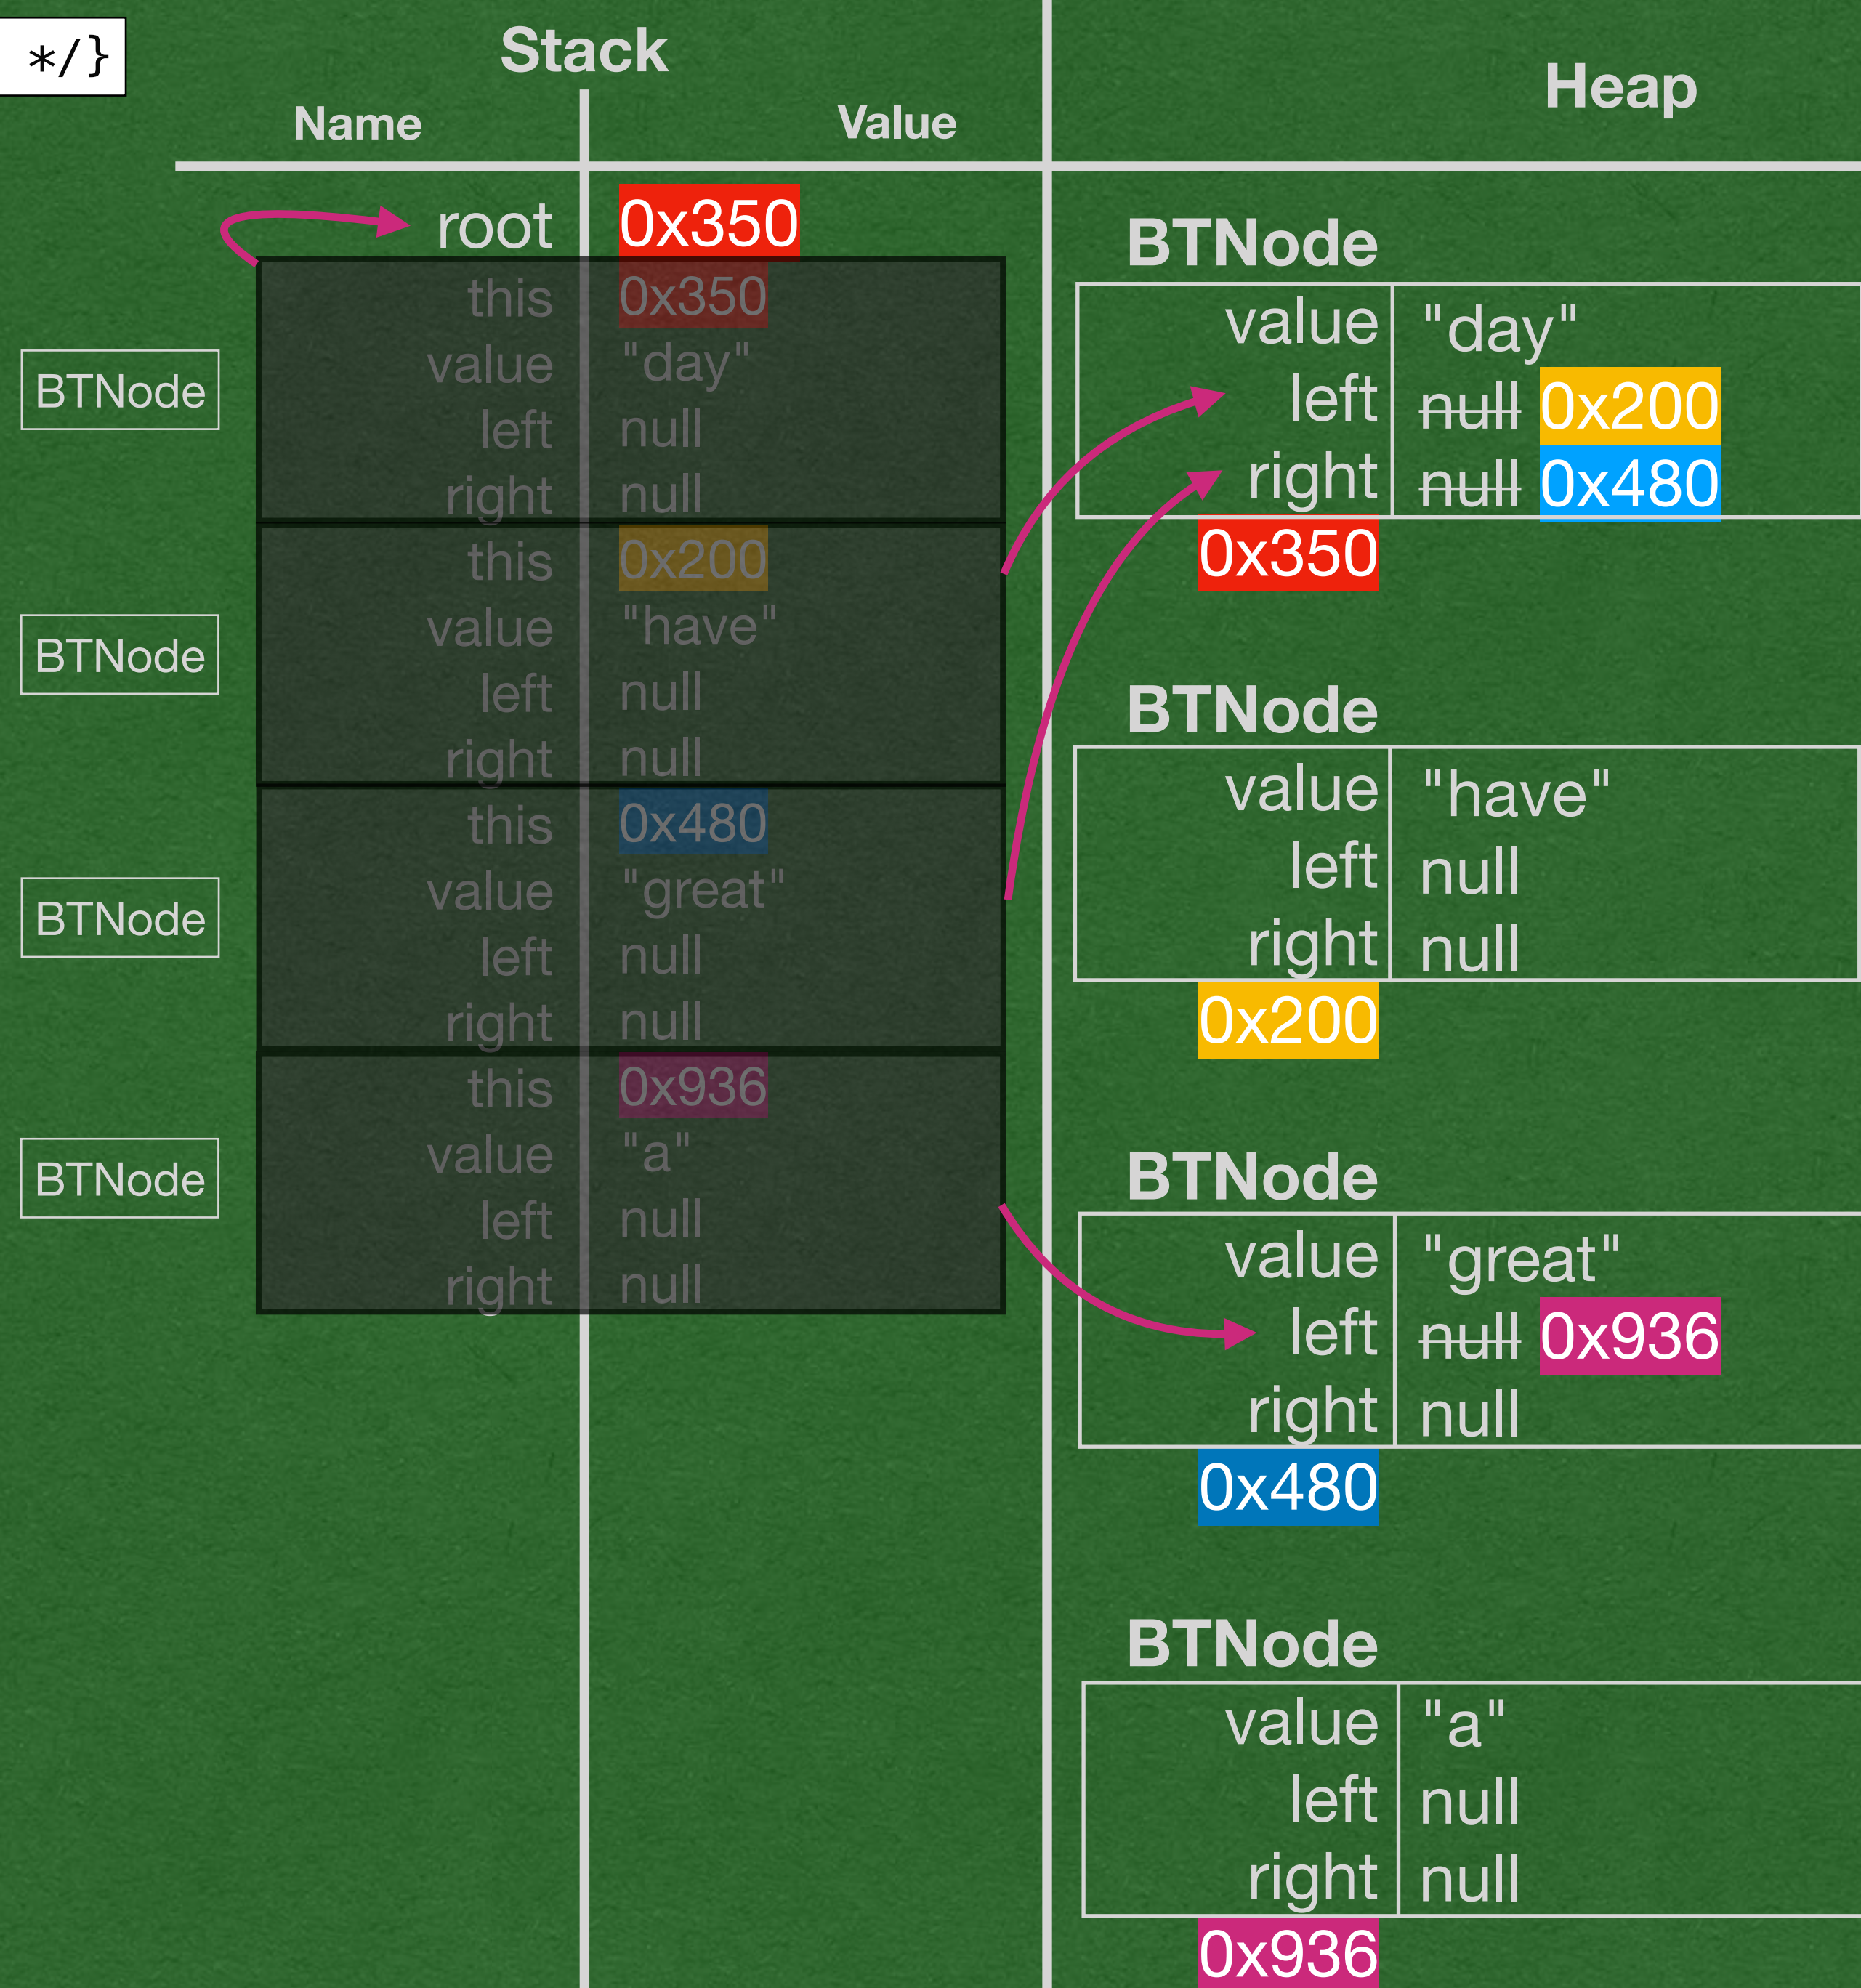 */}
Stack
Heap
Name Value
root 0x350
this 0x350
value "day"
left null
right null
BTNode
this 0x200
value "have"
left null
right null
BTNode
this 0x480
value "great"
left null
right null
BTNode
this 0x936
value "a"
left null
right null
BTNode
BTNode
value "day"
left null 0x200
right null 0x480
0x350
BTNode
value "have"
left null
right null
0x200
BTNode
value "great"
left null 0x936
right null
0x480
BTNode
value "a"
left null
right null
0x936